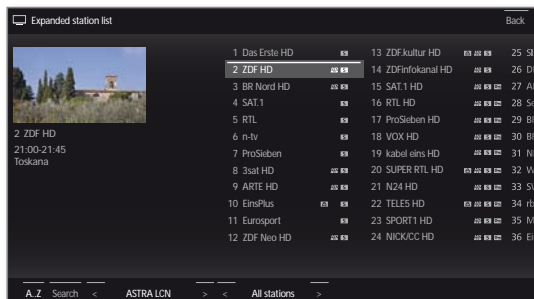 Expanded station list
Back
2 ZDF HD
21:00-21:45
Toskana
1 Das Erste HD
2 ZDF HD
3 BR Nord HD
4 SAT.1
5 RTL
6 n-tv
7 ProSieben
8 3sat HD
9 ARTE HD
10 EinsPlus
11 Eurosport
12 ZDF Neo HD
13 ZDF.kultur HD
14 ZDFinfokanal HD
15 SAT.1 HD
16 RTL HD
17 ProSieben HD
18 VOX HD
19 kabel eins HD
20 SUPER RTL HD
21 N24 HD
22 TELE5 HD
23 SPORT1 HD
24 NICK/CC HD
25
26
27
28 Se
29
30
31
32
33
34 rb
35
36 Ei
A..Z Search < ASTRA LCN > < All stations >